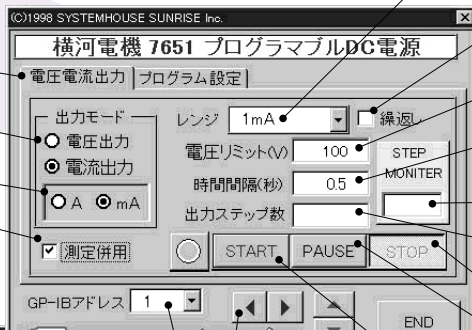 (C)1998 SYSTEMHOUSE SUNRISE Inc.
横河電機 7651 プログラマブルDC電源
電圧電流出力 プログラム設定
出力モード
電圧出力
電流出力
A mA
測定併用
レンジ 1mA 繰返し
電圧リミット(V) 100
時間間隔(秒) 0.5
出力ステップ数
STEP
MONITER
START PAUSE STOP
GP-IBアドレス 1
END